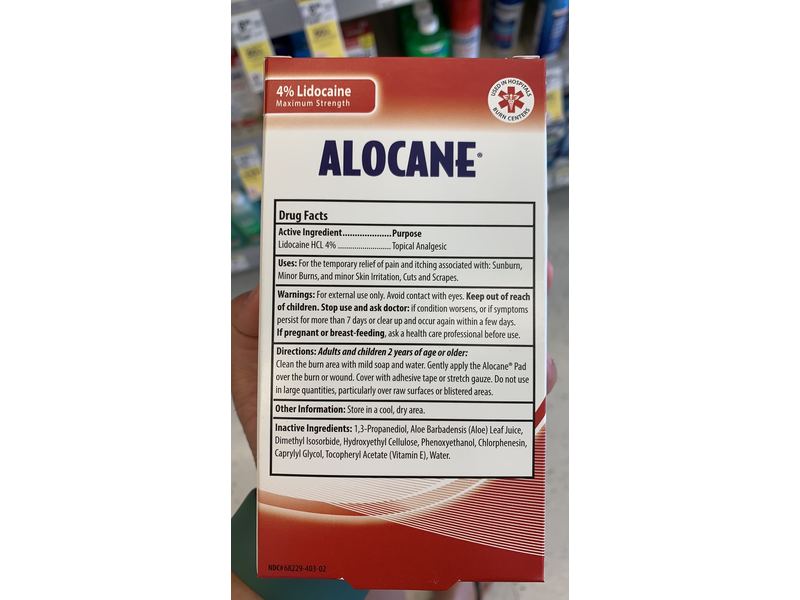 4% Lidocaine
Maximum Strength
USED IN HOSPITALS
BURN CENTERS
ALOCANE®
Drug Facts
Active Ingredient.....................Purpose
Lidocaine HCL 4% ..........................Topical Analgesic
Uses: For the temporary relief of pain and itching associated with: Sunburn,
Minor Burns, and minor Skin Irritation, Cuts and Scrapes.
Warnings: For external use only. Avoid contact with eyes. Keep out of reach
of children. Stop use and ask doctor: if condition worsens, or if symptoms
persist for more than 7 days or clear up and occur again within a few days.
If pregnant or breast-feeding, ask a health care professional before use.
Directions: Adults and children 2 years of age or older:
Clean the burn area with mild soap and water. Gently apply the Alocane® Pad
over the burn or wound. Cover with adhesive tape or stretch gauze. Do not use
in large quantities, particularly over raw surfaces or blistered areas.
Other Information: Store in a cool, dry area.
Inactive Ingredients: 1,3-Propanediol, Aloe Barbadensis (Aloe) Leaf Juice,
Dimethyl Isosorbide, Hydroxyethyl Cellulose, Phenoxyethanol, Chlorphenesin,
Caprylyl Glycol, Tocopheryl Acetate (Vitamin E), Water.
NDC# 68229-403-02